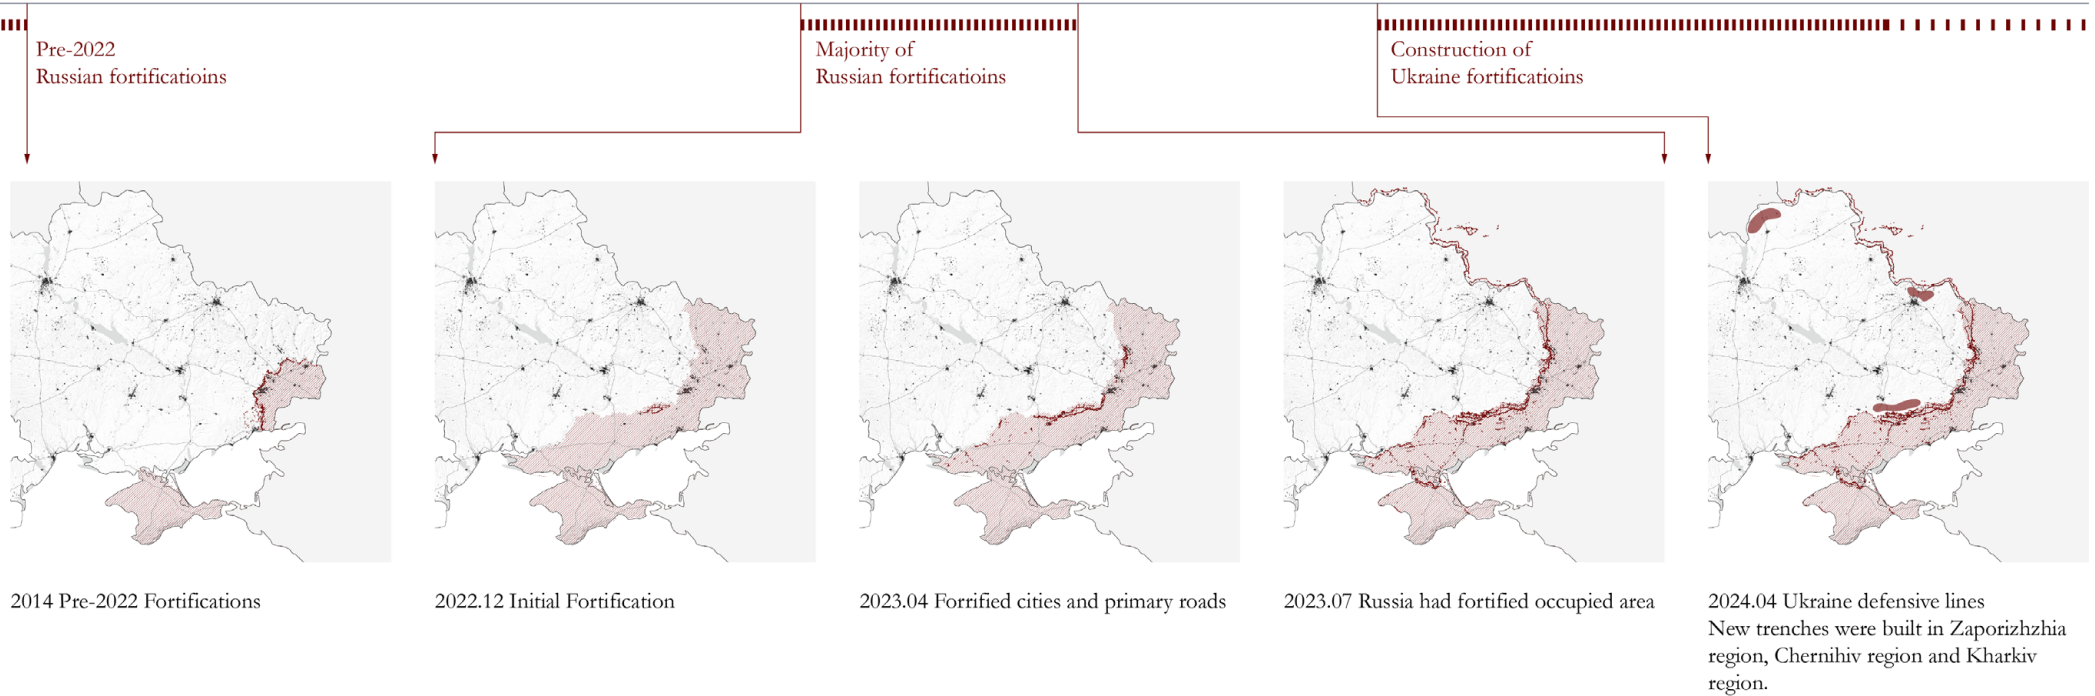 Pre-2022
Russian fortificatioins
Majority of
Russian fortificatioins
Construction of
Ukraine fortificatioins
2014 Pre-2022 Fortifications
2022.12 Initial Fortification
2023.04 Forrified cities and primary roads
2023.07 Russia had fortified occupied area
2024.04 Ukraine defensive lines
New trenches were built in Zaporizhzhia
region, Chernihiv region and Kharkiv
region.